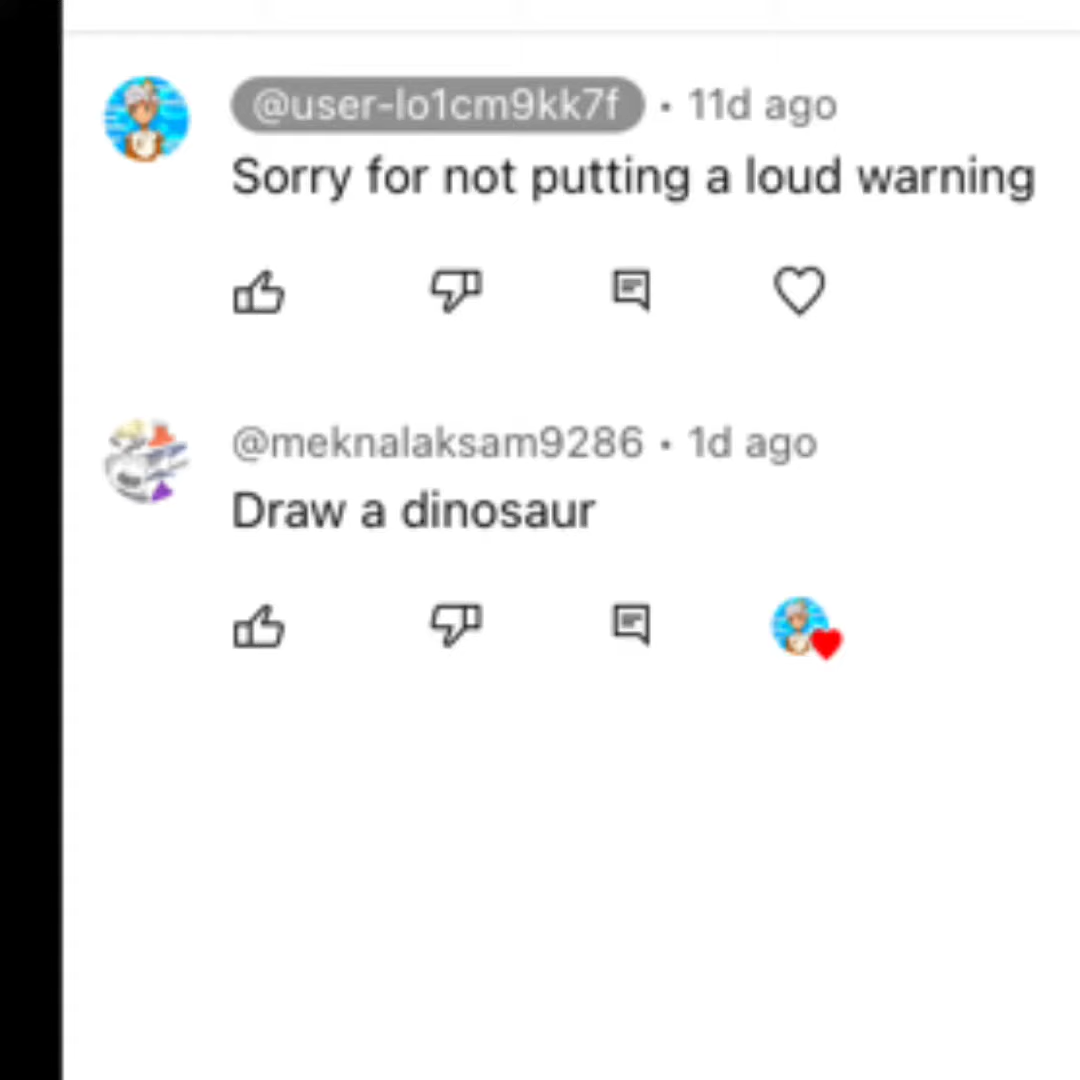 @user-lo1cm9kk7f • 11d ago
Sorry for not putting a loud warning
@meknalaksam9286 • 1d ago
Draw a dinosaur